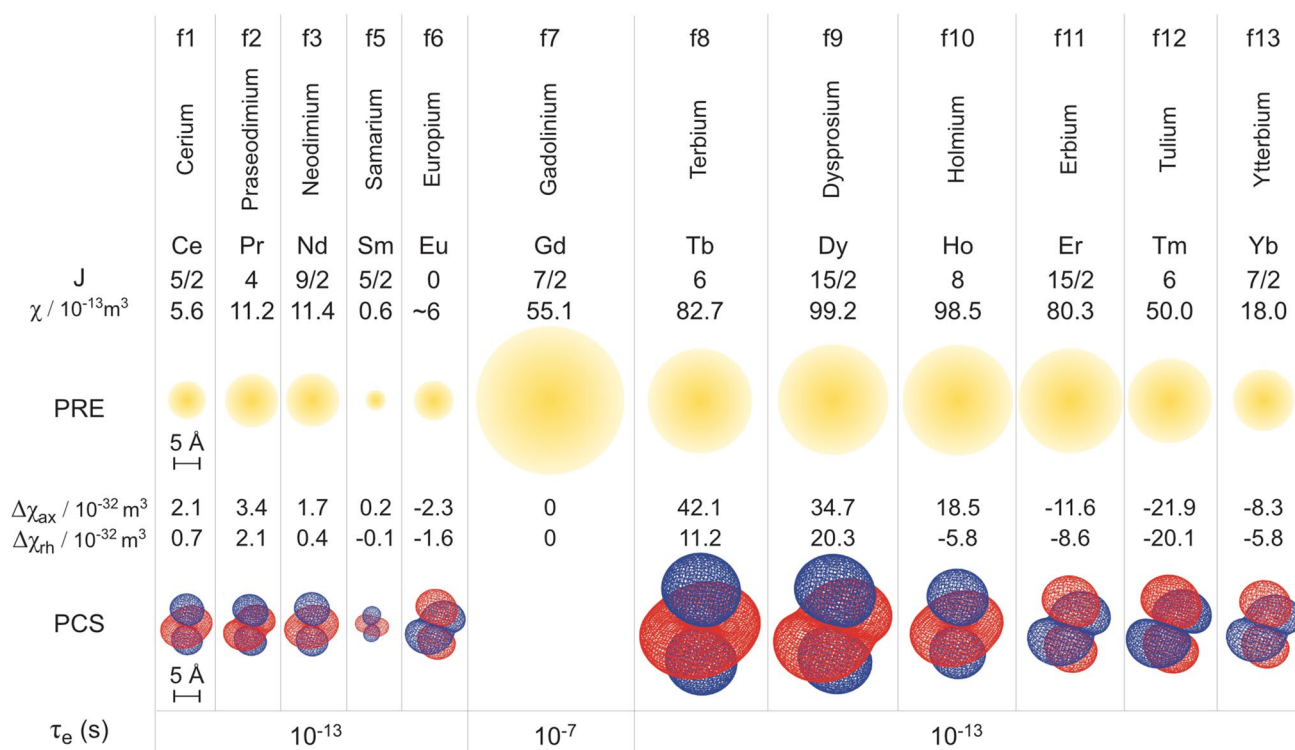 f1 f2 f3 f5 f6 f7 f8 f9 f10 f11 f12 f13
Cerium Praseodimium Neodimium Samarium Europium Gadolinium Terbium Dysprosium Holmium Erbium Tulium Ytterbium
Ce Pr Nd Sm Eu Gd Tb Dy Ho Er Tm Yb
J 5/2 4 9/2 5/2 0 7/2 6 15/2 8 15/2 6 7/2
χ / 10⁻¹³m³ 5.6 11.2 11.4 0.6 ~6 55.1 82.7 99.2 98.5 80.3 50.0 18.0
PRE
5 Å
Δχax / 10⁻³² m³ 2.1 3.4 1.7 0.2 -2.3 0 42.1 34.7 18.5 -11.6 -21.9 -8.3
Δχrh / 10⁻³² m³ 0.7 2.1 0.4 -0.1 -1.6 0 11.2 20.3 -5.8 -8.6 -20.1 -5.8
PCS
5 Å
τe (s) 10⁻¹³ 10⁻⁷ 10⁻¹³